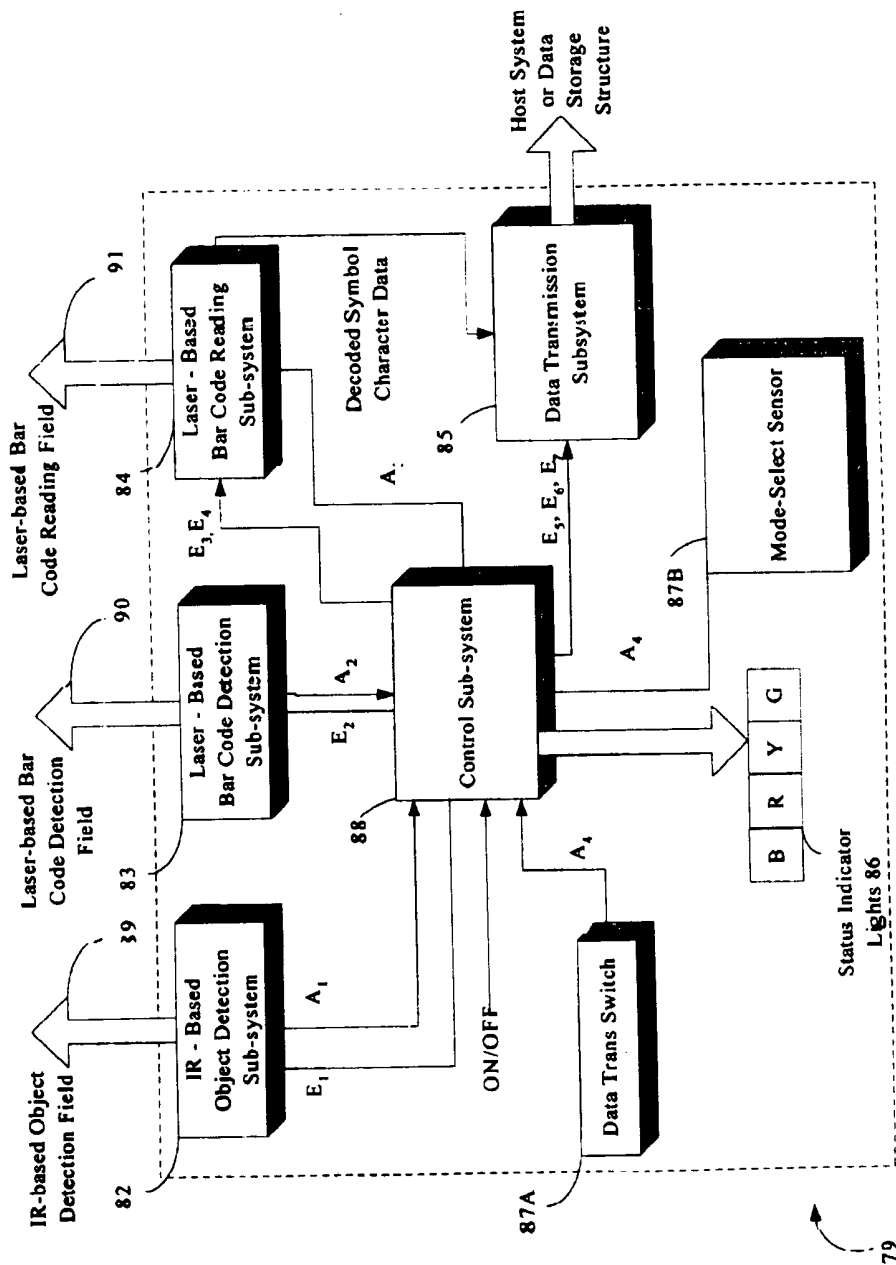 IR-based Object
Detection Field
Laser-based Bar
Code Detection
Field
Laser-based Bar
Code Reading Field
39
90
91
82
IR - Based
Object Detection
Sub-system
83
Laser - Based
Bar Code Detection
Sub-system
84
Laser - Based
Bar Code Reading
Sub-system
E₁
A₁
E₂
A₂
E₃, E₄
A
Decoded Symbol
Character Data
88
Control Sub-system
ON/OFF
85
Data Transmission
Subsystem
Host System
or Data
Storage
Structure
E₅, E₆, E₇
A₄
A₄
87A
Data Trans Switch
87B
Mode-Select Sensor
B R Y G
Status Indicator
Lights 86
79